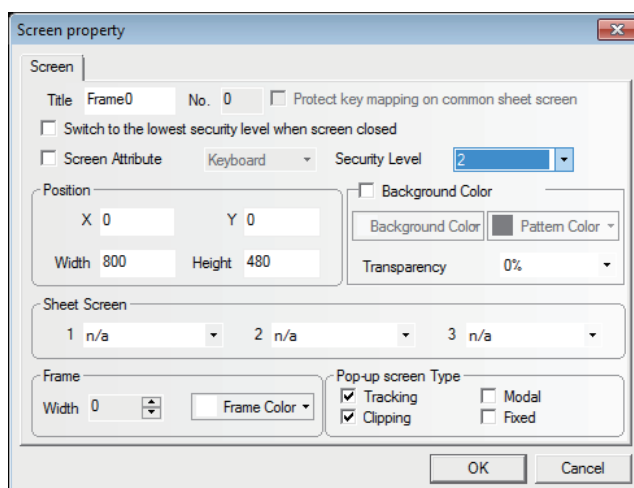 Screen property
Screen
Title Frame0 No. 0 Protect key mapping on common sheet screen
Switch to the lowest security level when screen closed
Screen Attribute Keyboard Security Level 2
Position
X 0 Y 0
Width 800 Height 480
Background Color
Background Color Pattern Color
Transparency 0%
Sheet Screen
1 n/a 2 n/a 3 n/a
Frame
Width 0 Frame Color
Pop-up screen Type
Tracking Modal
Clipping Fixed
OK Cancel